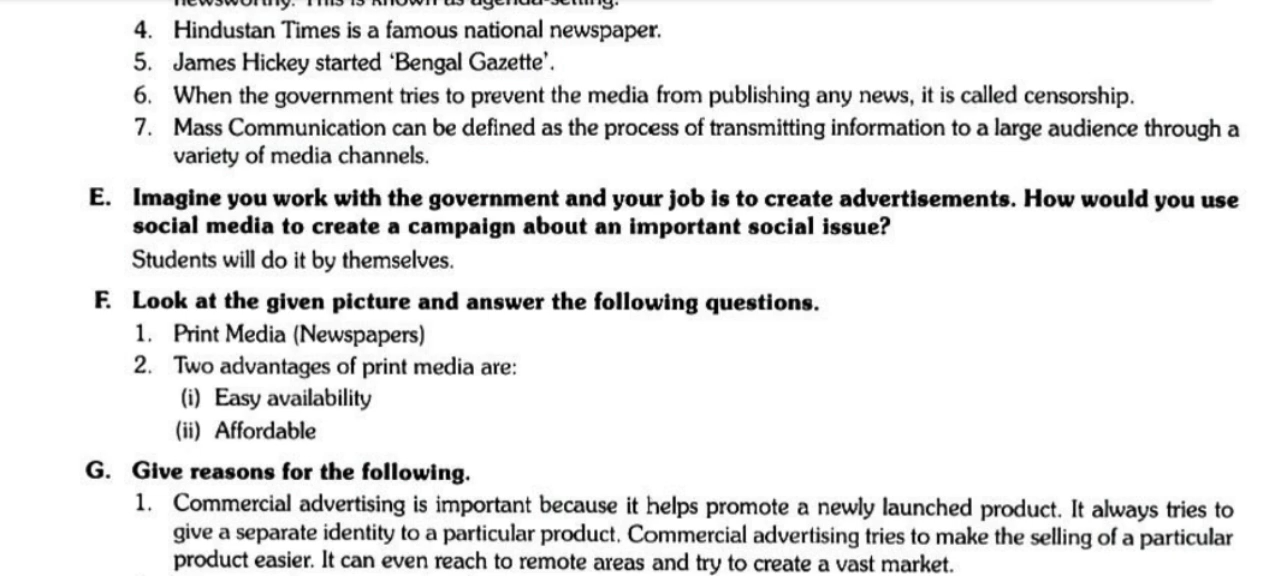 4. Hindustan Times is a famous national newspaper.
5. James Hickey started ‘Bengal Gazette’.
6. When the government tries to prevent the media from publishing any news, it is called censorship.
7. Mass Communication can be defined as the process of transmitting information to a large audience through a
variety of media channels.
E. Imagine you work with the government and your job is to create advertisements. How would you use
social media to create a campaign about an important social issue?
Students will do it by themselves.
F. Look at the given picture and answer the following questions.
1. Print Media (Newspapers)
2. Two advantages of print media are:
(i) Easy availability
(ii) Affordable
G. Give reasons for the following.
1. Commercial advertising is important because it helps promote a newly launched product. It always tries to
give a separate identity to a particular product. Commercial advertising tries to make the selling of a particular
product easier. It can even reach to remote areas and try to create a vast market.